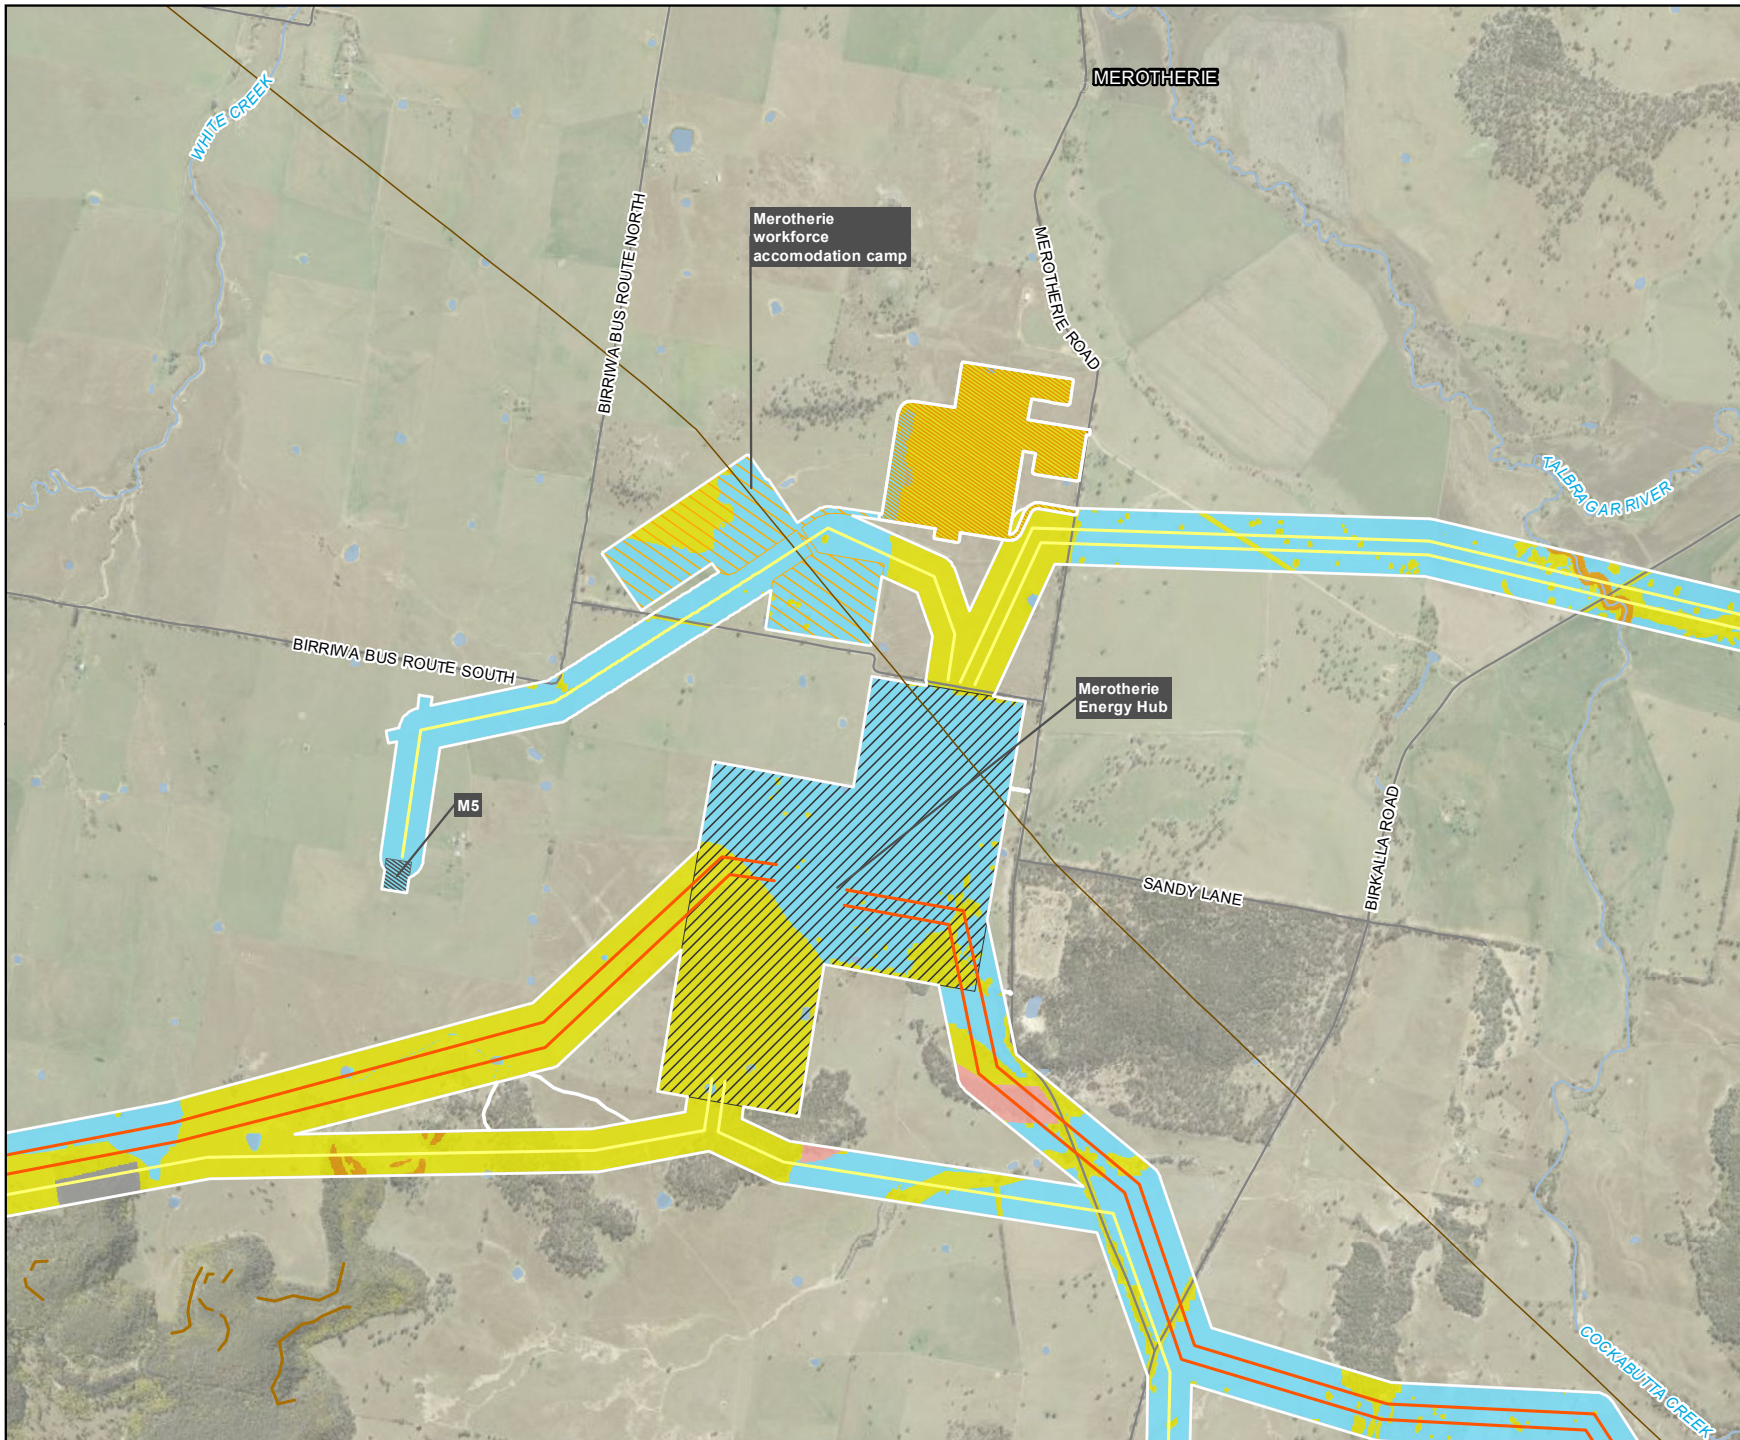 MEROTHERIE
WHITE CREEK
BIRRIWA BUS ROUTE NORTH
Merotherie
workforce
accomodation camp
MEROTHERIE ROAD
TALBRAGAR RIVER
BIRRIWA BUS ROUTE SOUTH
Merotherie
Energy Hub
M5
BIRKALLA ROAD
SANDY LANE
COCKABUTTA CREEK